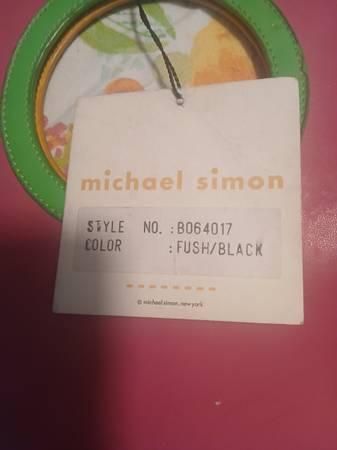 michael simon
STYLE NO. :B064017
COLOR :FUSH/BLACK
© michael simon, new york